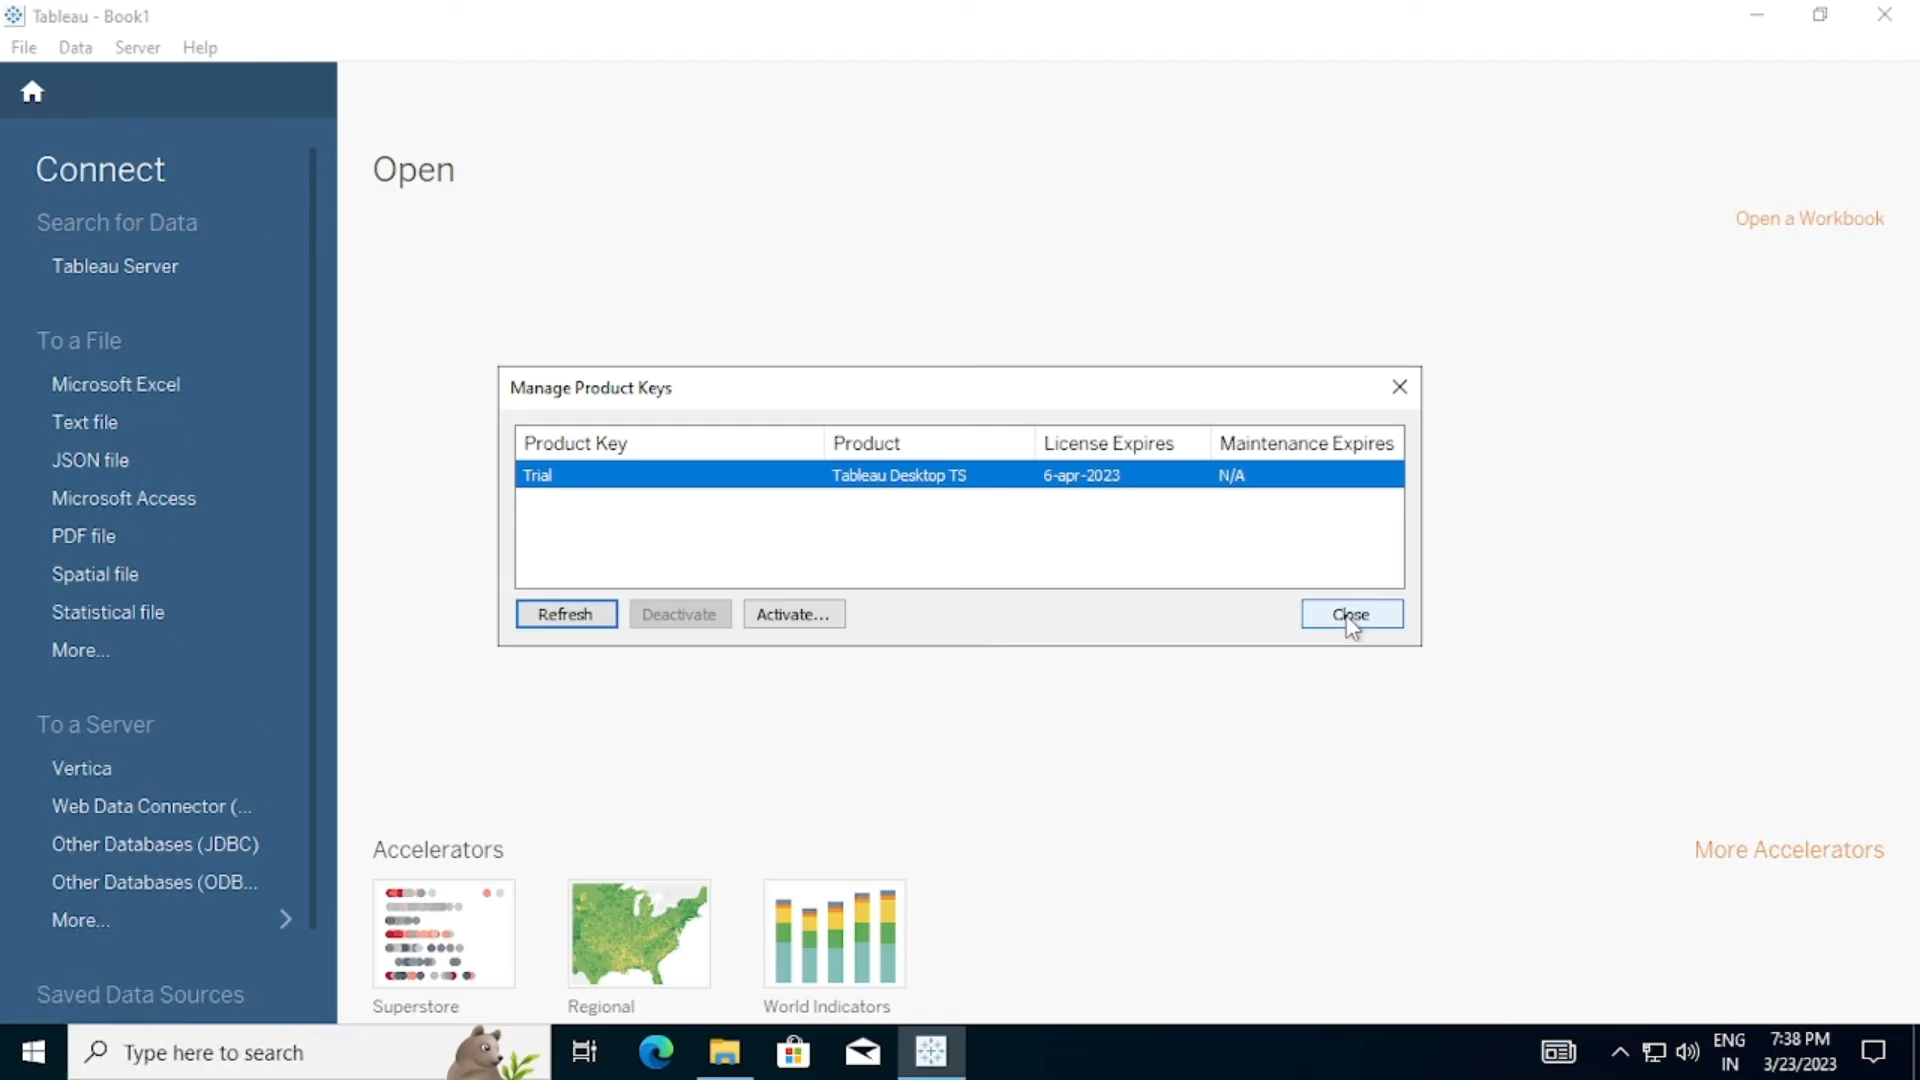 Tableau - Book1
File Data Server Help
Connect
Search for Data
Tableau Server
To a File
Microsoft Excel
Text file
JSON file
Microsoft Access
PDF file
Spatial file
Statistical file
More...
To a Server
Vertica
Web Data Connector (...
Other Databases (JDBC)
Other Databases (ODB...
More...
Saved Data Sources
Open
Open a Workbook
Manage Product Keys
Product Key Product License Expires Maintenance Expires
Trial Tableau Desktop TS 6-apr-2023 N/A
Refresh Deactivate Activate... Close
Accelerators
More Accelerators
Superstore Regional World Indicators
Type here to search
ENG
IN
7:38 PM
3/23/2023